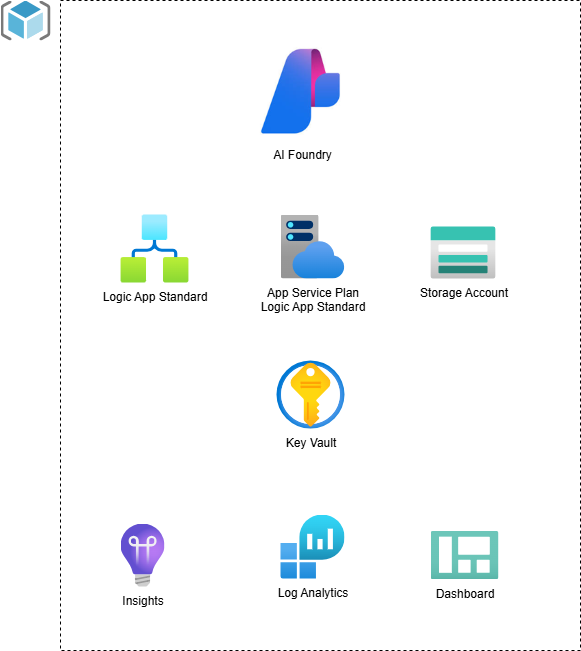 AI Foundry
Logic App Standard
App Service Plan
Logic App Standard
Storage Account
Key Vault
Insights
Log Analytics
Dashboard